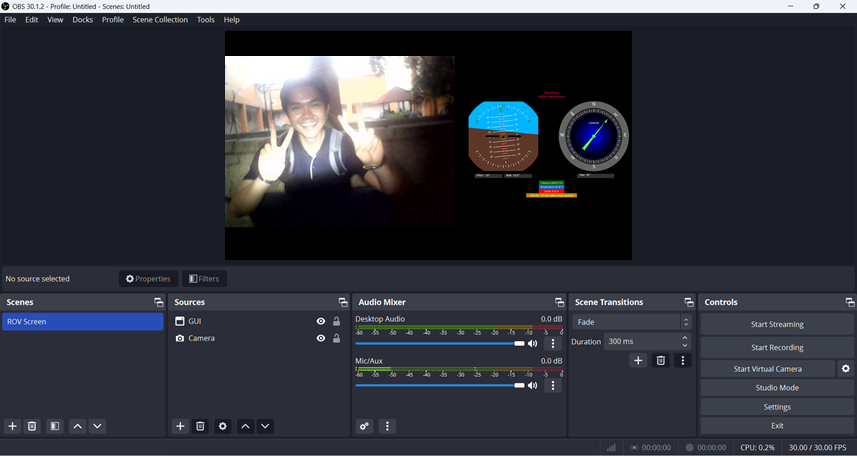 OBS 30.1.2 - Profile: Untitled - Scenes: Untitled
File Edit View Docks Profile Scene Collection Tools Help
N
E
S
W
No source selected Properties Filters
Scenes Sources Audio Mixer Scene Transitions Controls
ROV Screen
GUI
Camera
Desktop Audio 0.0 dB
-60 -55 -50 -45 -40 -35 -30 -25 -20 -15 -10 -5 0
Mic/Aux 0.0 dB
-60 -55 -50 -45 -40 -35 -30 -25 -20 -15 -10 -5 0
Fade
Duration 300 ms
Start Streaming
Start Recording
Start Virtual Camera
Studio Mode
Settings
Exit
00:00:00 00:00:00 CPU: 0.2% 30.00 / 30.00 FPS